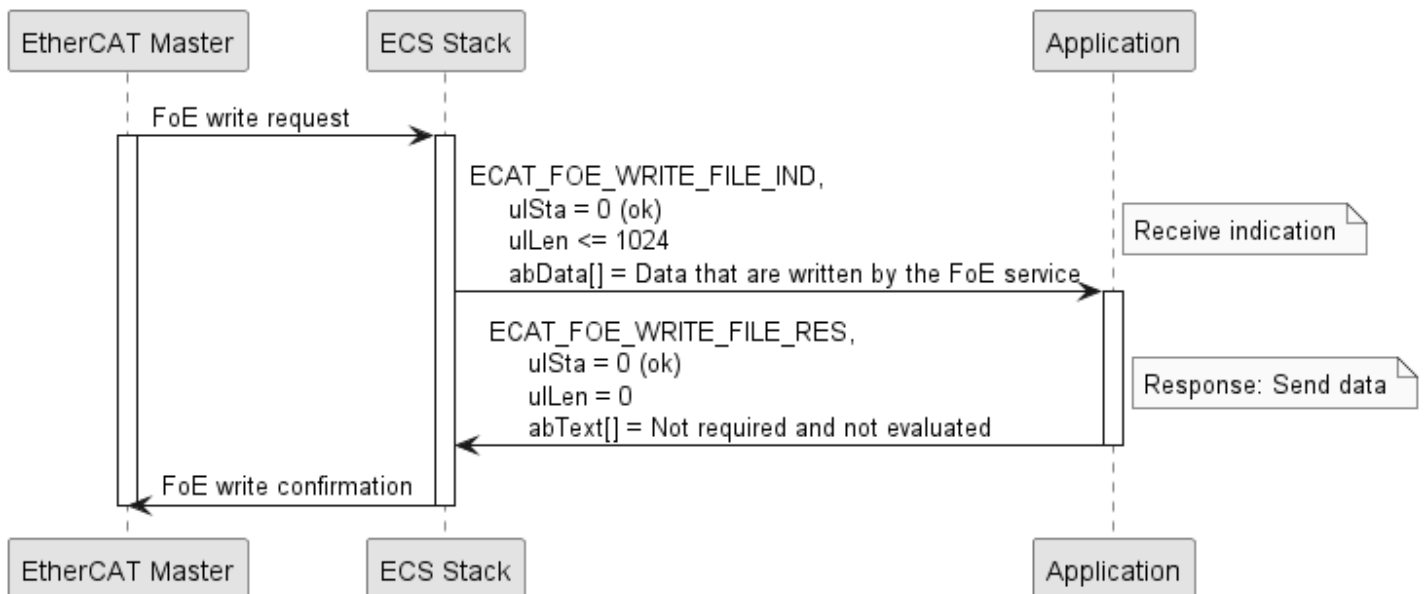 EtherCAT Master
ECS Stack
Application
FoE write request
ECAT_FOE_WRITE_FILE_IND,
ulSta = 0 (ok)
ulLen <= 1024
abData[] = Data that are written by the FoE service
Receive indication
ECAT_FOE_WRITE_FILE_RES,
ulSta = 0 (ok)
ulLen = 0
abText[] = Not required and not evaluated
Response: Send data
FoE write confirmation
EtherCAT Master
ECS Stack
Application